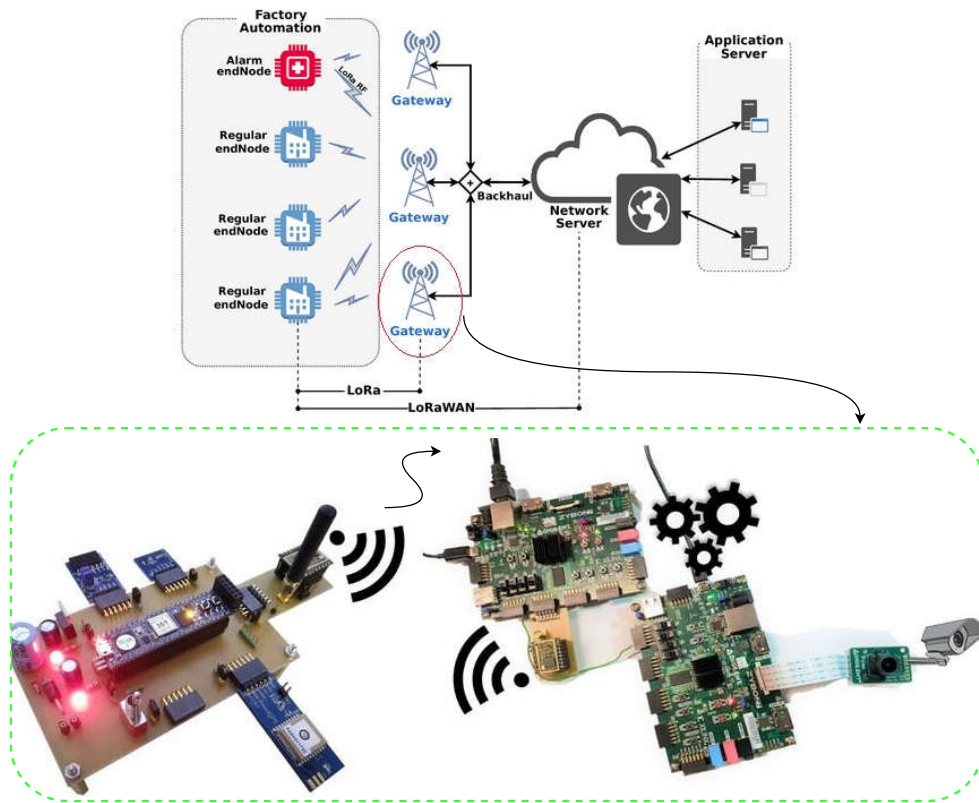 Factory
Automation
Application
Server
Alarm
endNode
LoRa RF
Gateway
Regular
endNode
Gateway
Backhaul
Network
Server
Regular
endNode
Regular
endNode
Gateway
LoRa
LoRaWAN